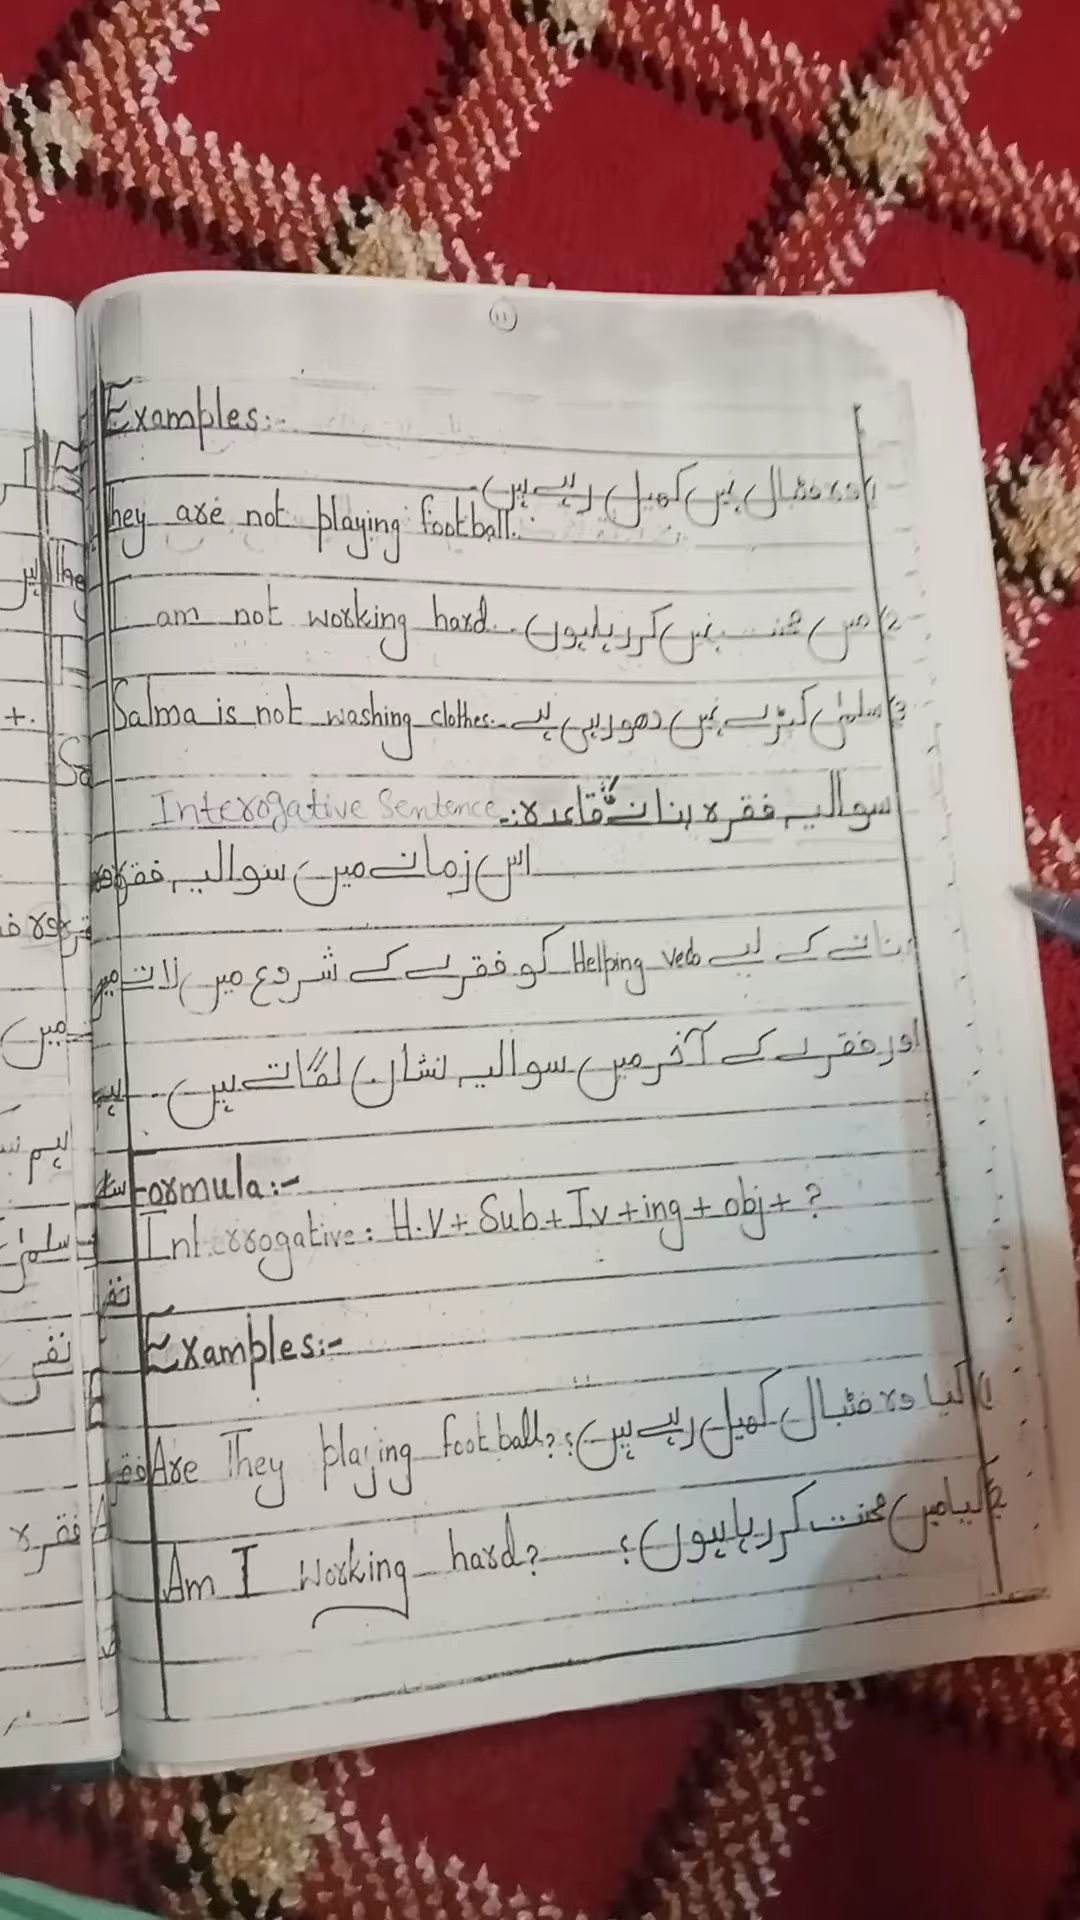 11
Examples:-
1) وہ فٹبال نہیں کھیل رہے ہیں۔
They are not playing football.
I am not working hard. 2) میں محنت نہیں کر رہا ہوں۔
Salma is not washing clothes. 3) سلمیٰ کپڑے نہیں دھو رہی ہے۔
Interogative Sentence سوالیہ فقرہ بنانے کا قاعدہ:-
اس زمانے میں سوالیہ فقرہ
بنانے کے لیے Helping verb کو فقرے کے شروع میں لاتے ہیں
اور فقرے کے آخر میں سوالیہ نشان لگاتے ہیں۔
Formula:-
Interrogative: H.V + Sub + Iv + ing + obj + ?
Examples:-
Are They playing football? 1) کیا وہ فٹبال کھیل رہے ہیں؟
Am I Working hard? 2) کیا میں محنت کر رہا ہوں؟